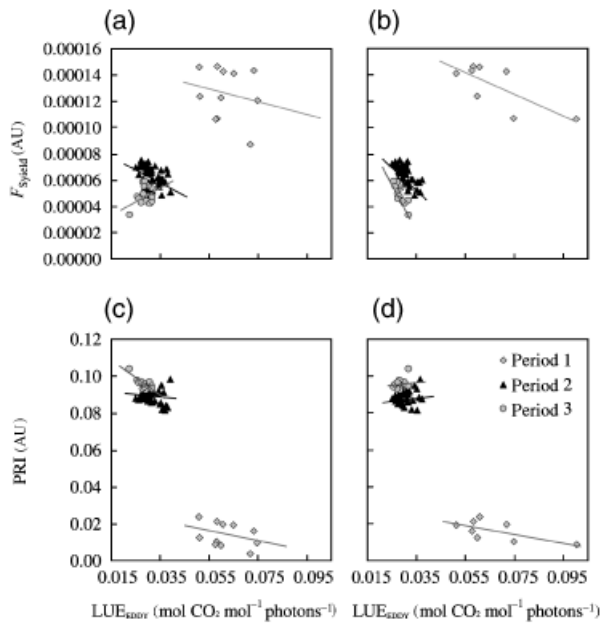 (a) (b)
0.00016
0.00014
0.00012
0.00010
0.00008
0.00006
0.00004
0.00002
0.00000
F_Syield (AU)
(c) (d)
0.12
0.10
0.08
0.06
0.04
0.02
0.00
PRI (AU)
Period 1
Period 2
Period 3
0.015 0.035 0.055 0.075 0.095 0.015 0.035 0.055 0.075 0.095
LUE_EDDY (mol CO₂ mol⁻¹ photons⁻¹) LUE_EDDY (mol CO₂ mol⁻¹ photons⁻¹)